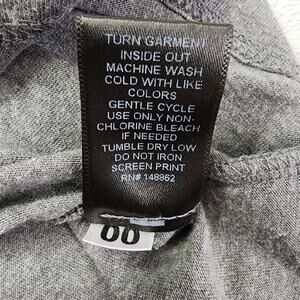 TURN GARMENT
INSIDE OUT
MACHINE WASH
COLD WITH LIKE
COLORS
GENTLE CYCLE
USE ONLY NON-
CHLORINE BLEACH
IF NEEDED
TUMBLE DRY LOW
DO NOT IRON
SCREEN PRINT
RN# 148962
00